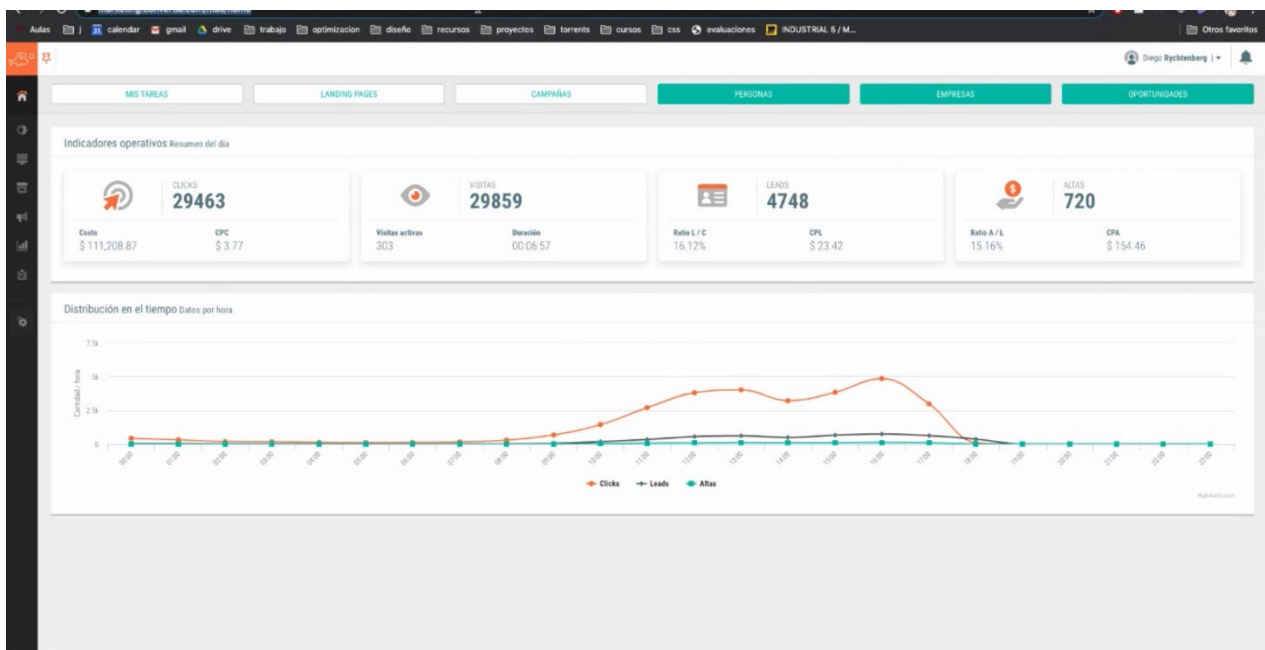 Aulas j calendar gmail drive trabajo optimizacion diseño recursos proyectos torrents cursos css evaluaciones INDUSTRIAL 5 / M... Otros favoritos
Diego Rychtenberg
MIS TAREAS LANDING PAGES CAMPAÑAS PERSONAS EMPRESAS OPORTUNIDADES
Indicadores operativos Resumen del día
CLICKS VISITAS LEADS ALTAS
29463 29859 4748 720
Costo CPC Visitas activas Duración Ratio L / C CPL Ratio A / L CPA
$ 111,208.87 $ 3.77 303 00:06:57 16.12% $ 23.42 15.16% $ 154.46
Distribución en el tiempo Datos por hora
Cantidad / hora
7.5k
5k
2.5k
0
00:00 01:00 02:00 03:00 04:00 05:00 06:00 07:00 08:00 09:00 10:00 11:00 12:00 13:00 14:00 15:00 16:00 17:00 18:00 19:00 20:00 21:00 22:00 23:00
Clicks Leads Altas
Highcharts.com